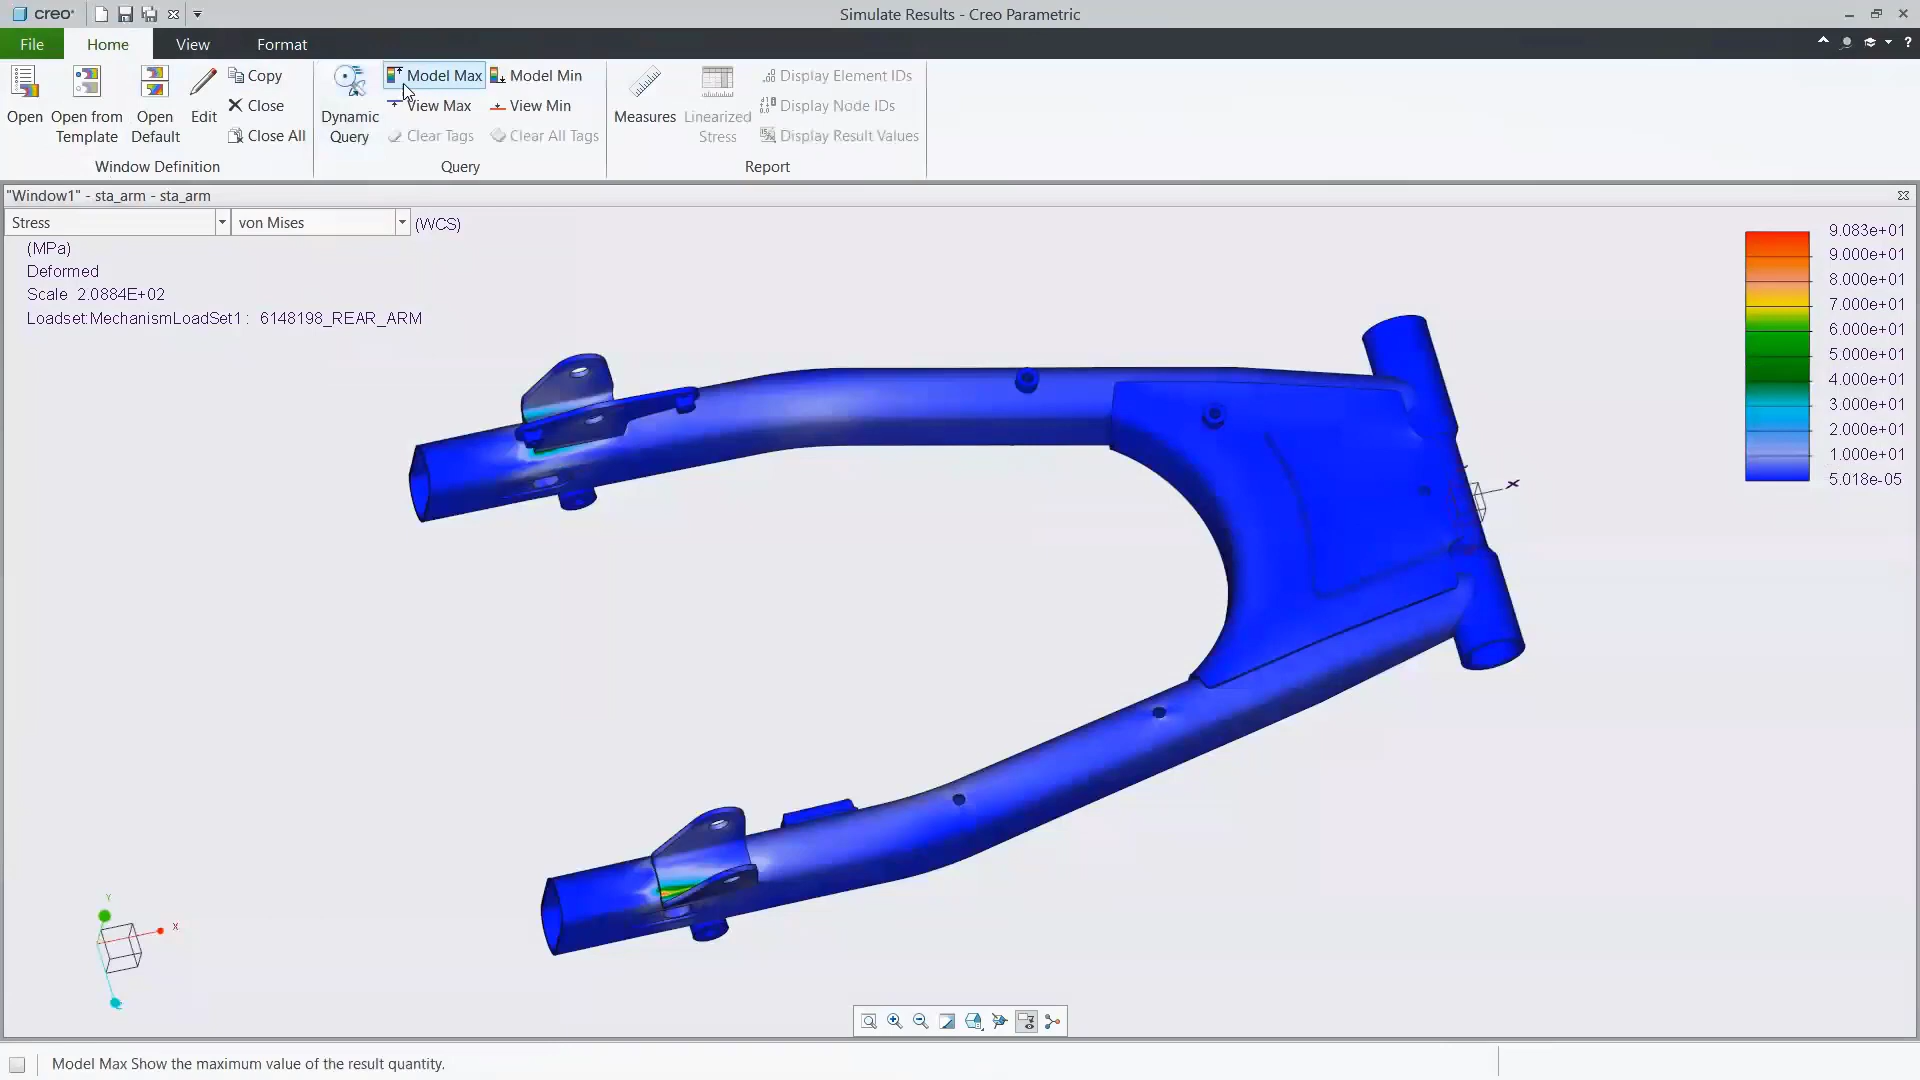 creo
Simulate Results - Creo Parametric
File Home View Format
?
Open
Open from Template
Open Default
Edit
Copy
Close
Close All
Window Definition
Dynamic Query
Model Max
Model Min
View Max
View Min
Clear Tags
Clear All Tags
Query
Measures
Linearized Stress
Display Element IDs
Display Node IDs
Display Result Values
Report
"Window1" - sta_arm - sta_arm
Stress
von Mises
(WCS)
(MPa)
Deformed
Scale 2.0884E+02
Loadset:MechanismLoadSet1 : 6148198_REAR_ARM
9.083e+01
9.000e+01
8.000e+01
7.000e+01
6.000e+01
5.000e+01
4.000e+01
3.000e+01
2.000e+01
1.000e+01
5.018e-05
X
Y
X
Model Max Show the maximum value of the result quantity.